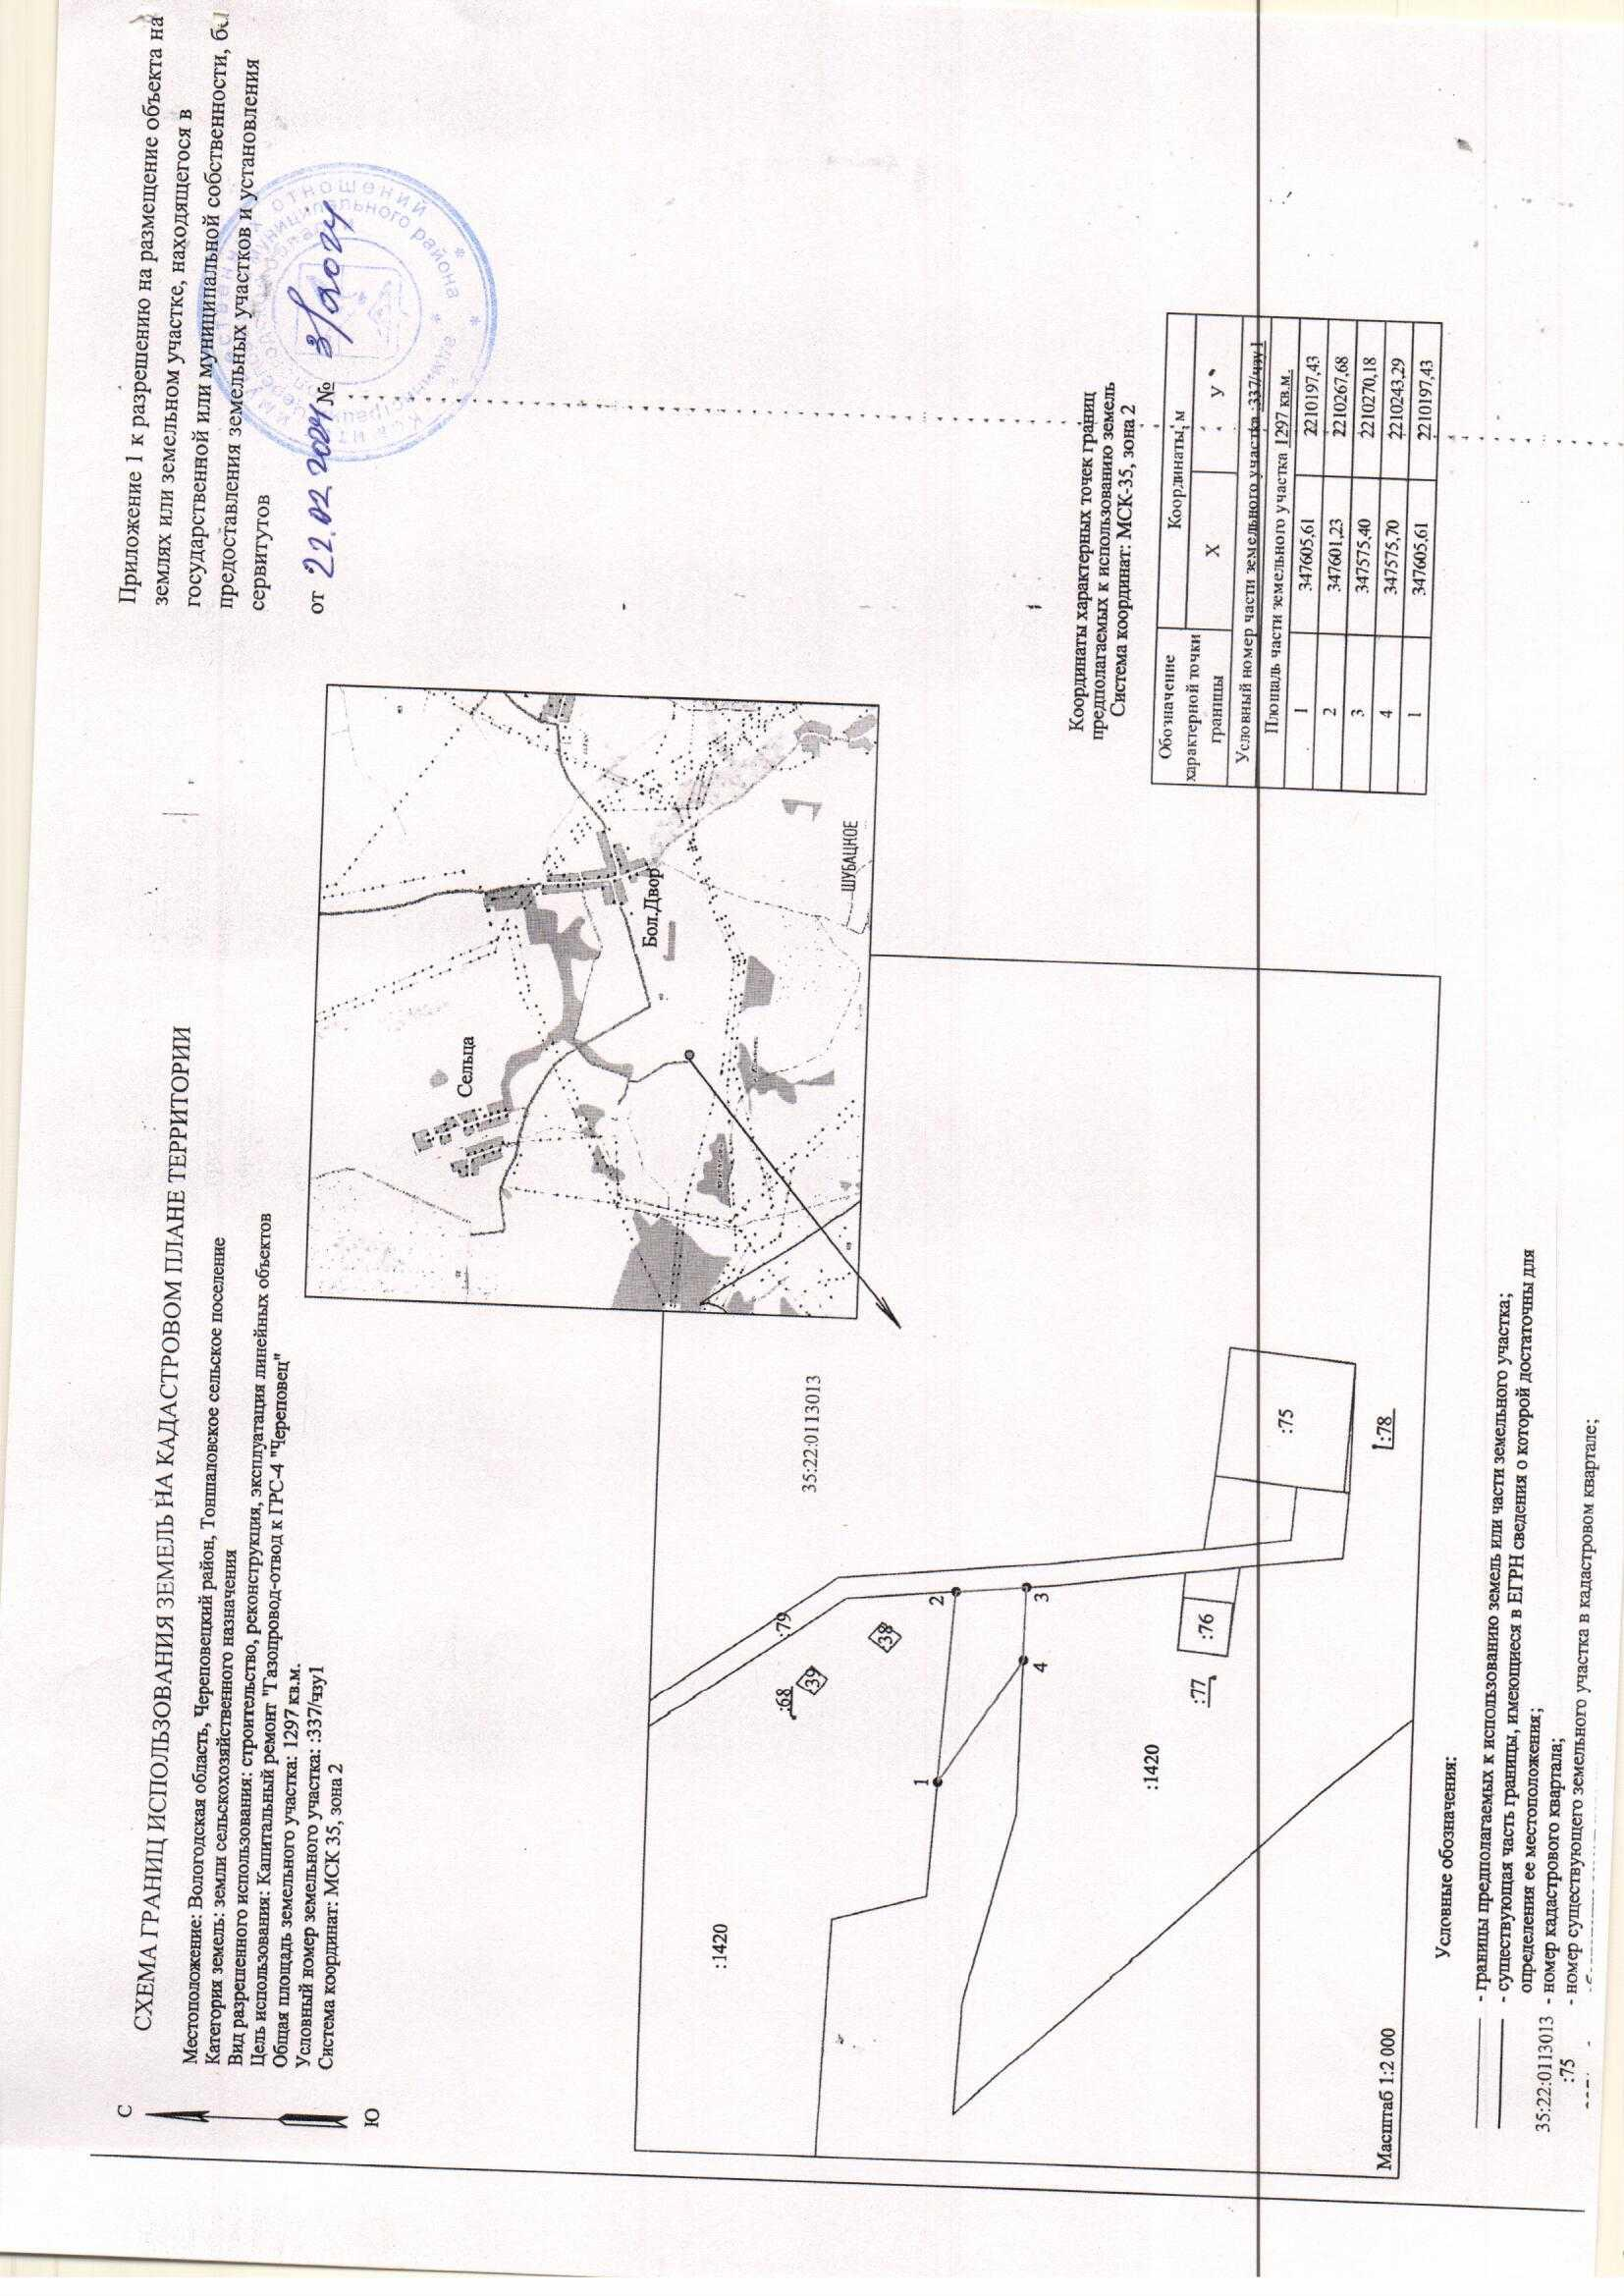 Приложение 1 к разрешению на размещение объекта на
землях или земельном участке, находящегося в
государственной или муниципальной собственности,
предоставления земельных участков и установления
сервитутов
от 22.02.2024 №
СХЕМА ГРАНИЦ ИСПОЛЬЗОВАНИЯ ЗЕМЕЛЬ НА КАДАСТРОВОМ ПЛАНЕ ТЕРРИТОРИИ
Местоположение: Вологодская область, Череповецкий район, Тоншаловское сельское поселение
Категория земель: земли сельскохозяйственного назначения
Вид разрешенного использования: строительство, реконструкция, эксплуатация линейных объектов
Цель использования: Капитальный ремонт "Газопровод-отвод к ГРС-4 "Череповец"
Общая площадь земельного участка: 1297 кв.м.
Условный номер земельного участка: :337/чзу1
Система координат: МСК 35, зона 2
С
Ю
Сельца
Бол.Двор
ШУБАЦКОЕ
35:22:0113013
:1420
:79
:68
:39
:38
1
2
3
4
:1420
:77
:76
:75
:78
Масштаб 1:2 000
Координаты характерных точек границ
предполагаемых к использованию земель
Система координат: МСК-35, зона 2
Обозначение характерной точки границы Координаты, м
X У
Условный номер части земельного участка :337/чзу1
Площадь части земельного участка 1297 кв.м.
1 347605,61 2210197,43
2 347601,23 2210267,68
3 347575,40 2210270,18
4 347575,70 2210243,29
1 347605,61 2210197,43
Условные обозначения:
- границы предполагаемых к использованию земель или части земельного участка;
- существующая часть границы, имеющиеся в ЕГРН сведения о которой достаточны для
определения ее местоположения;
35:22:0113013 - номер кадастрового квартала;
:75 - номер существующего земельного участка в кадастровом квартале;